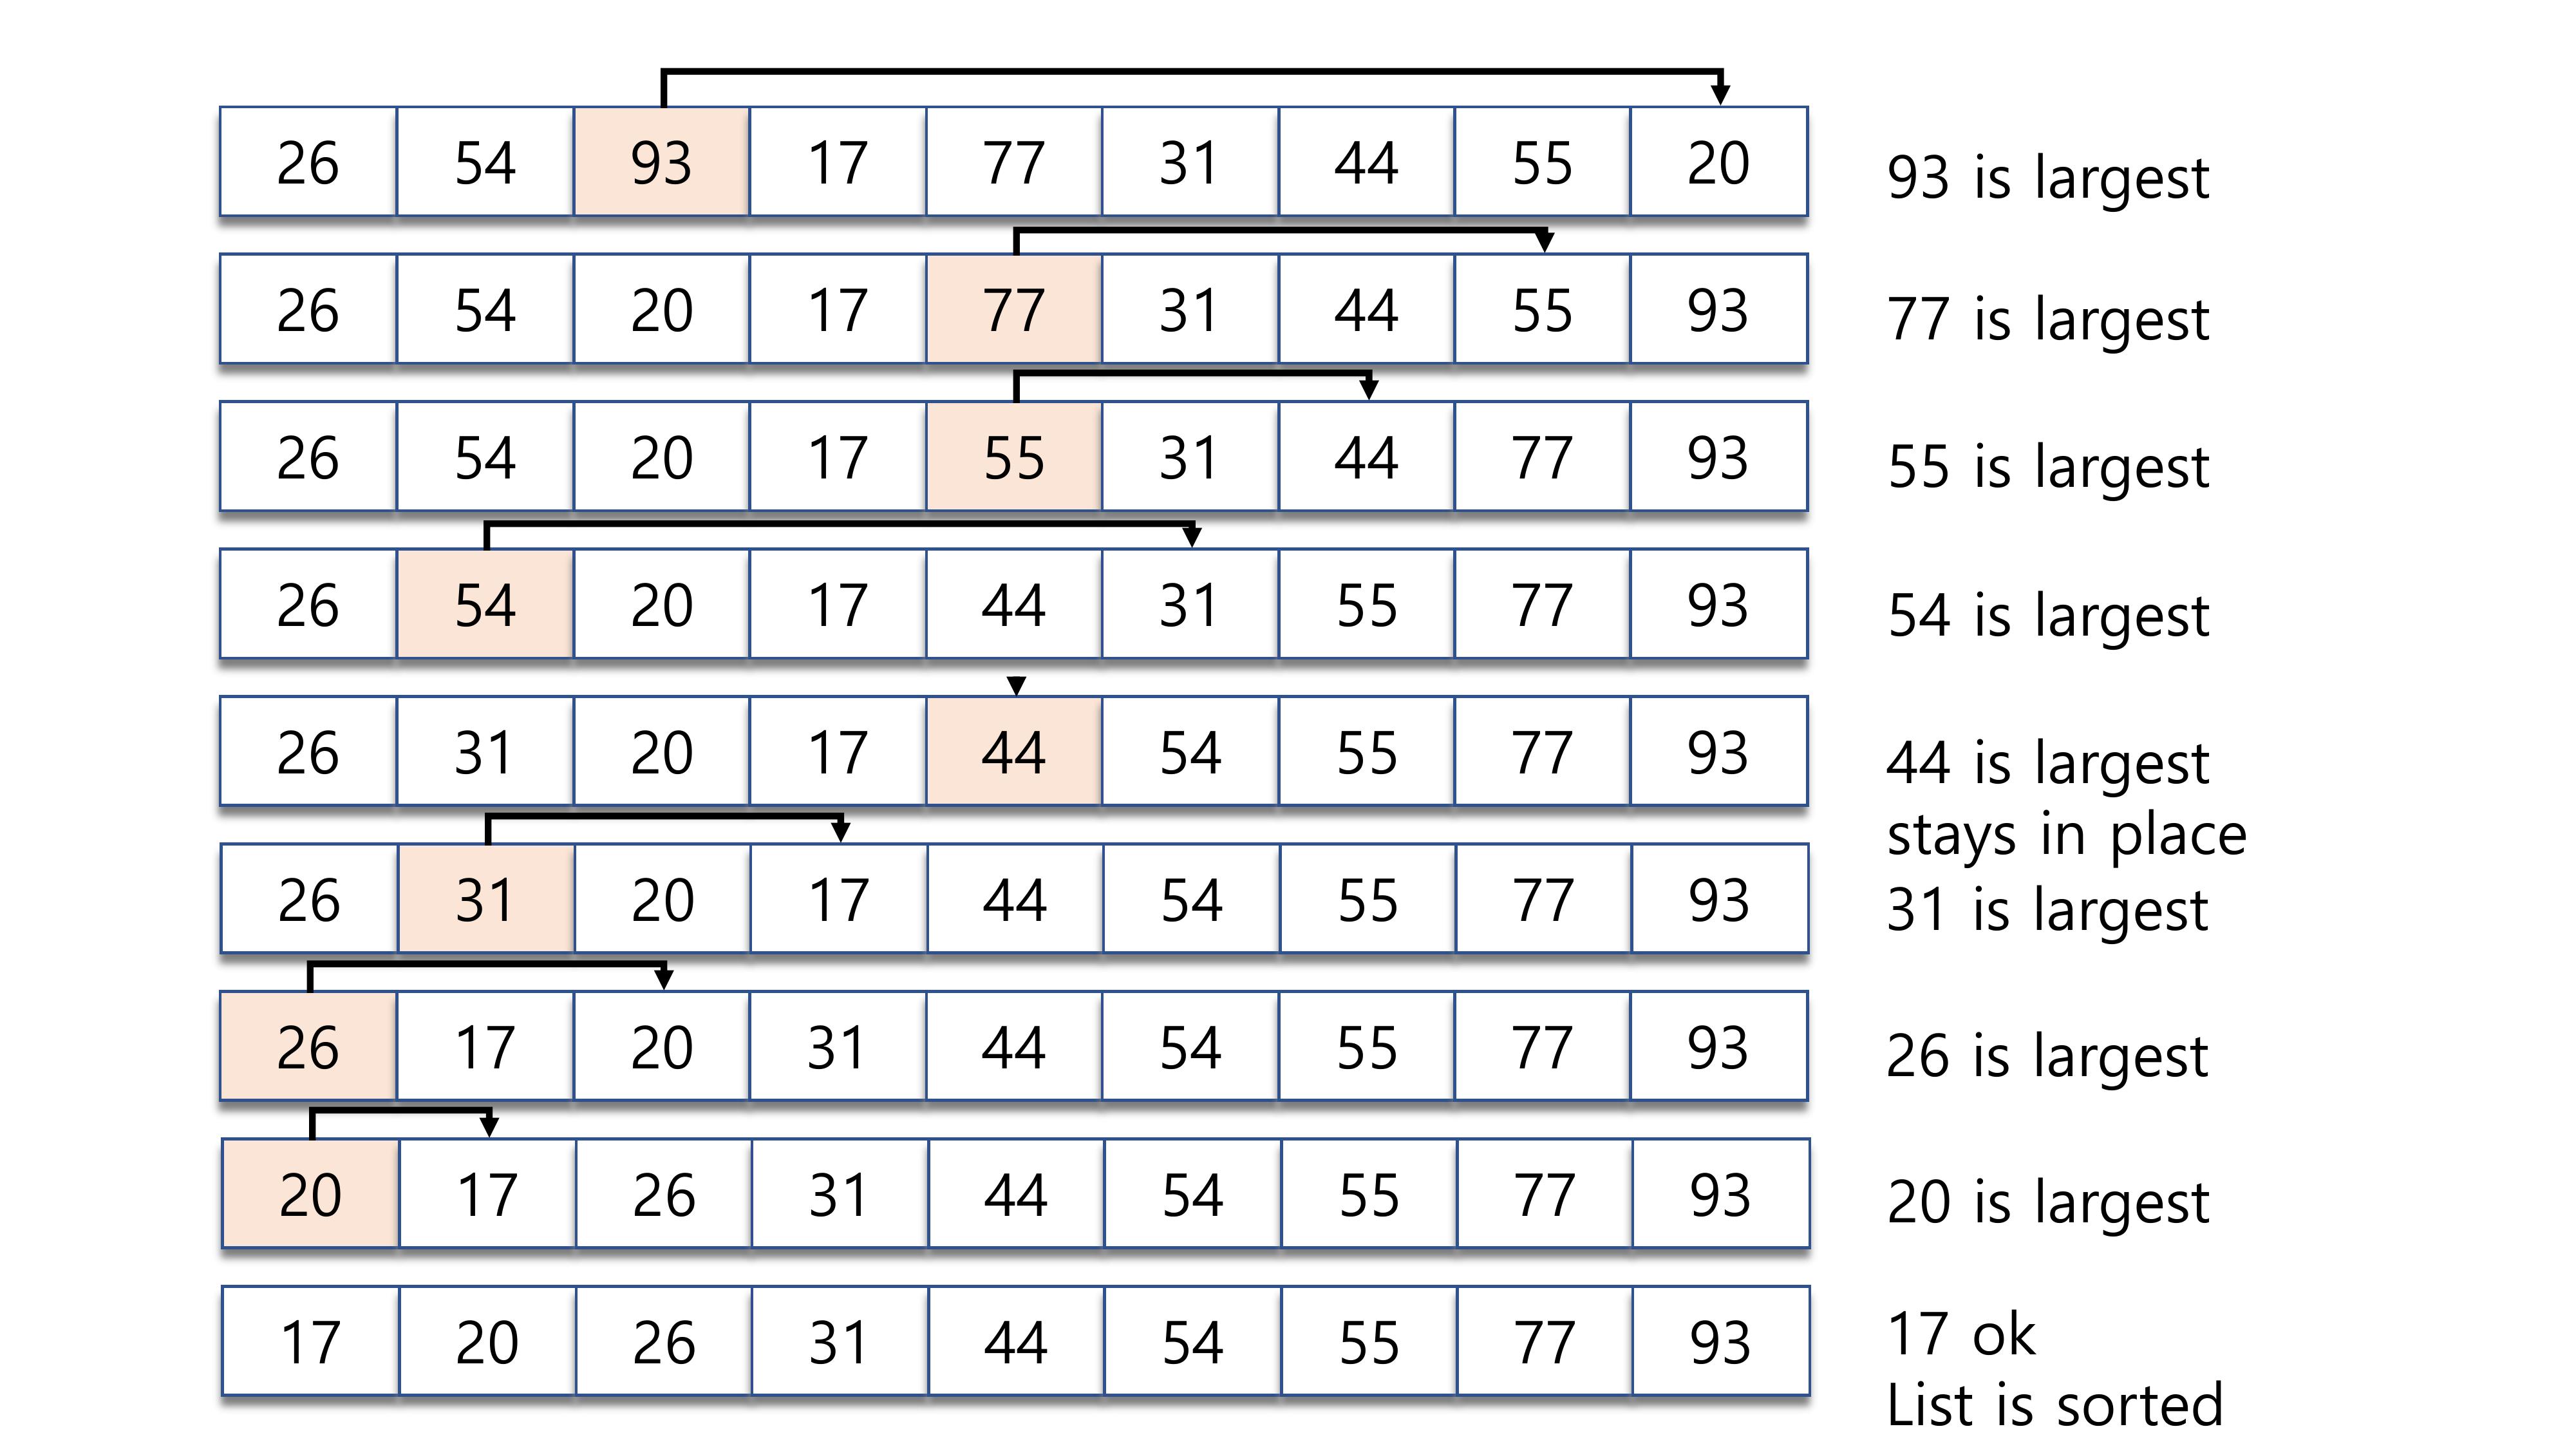 26 54 93 17 77 31 44 55 20 93 is largest
26 54 20 17 77 31 44 55 93 77 is largest
26 54 20 17 55 31 44 77 93 55 is largest
26 54 20 17 44 31 55 77 93 54 is largest
26 31 20 17 44 54 55 77 93 44 is largest
stays in place
26 31 20 17 44 54 55 77 93 31 is largest
26 17 20 31 44 54 55 77 93 26 is largest
20 17 26 31 44 54 55 77 93 20 is largest
17 20 26 31 44 54 55 77 93 17 ok
List is sorted